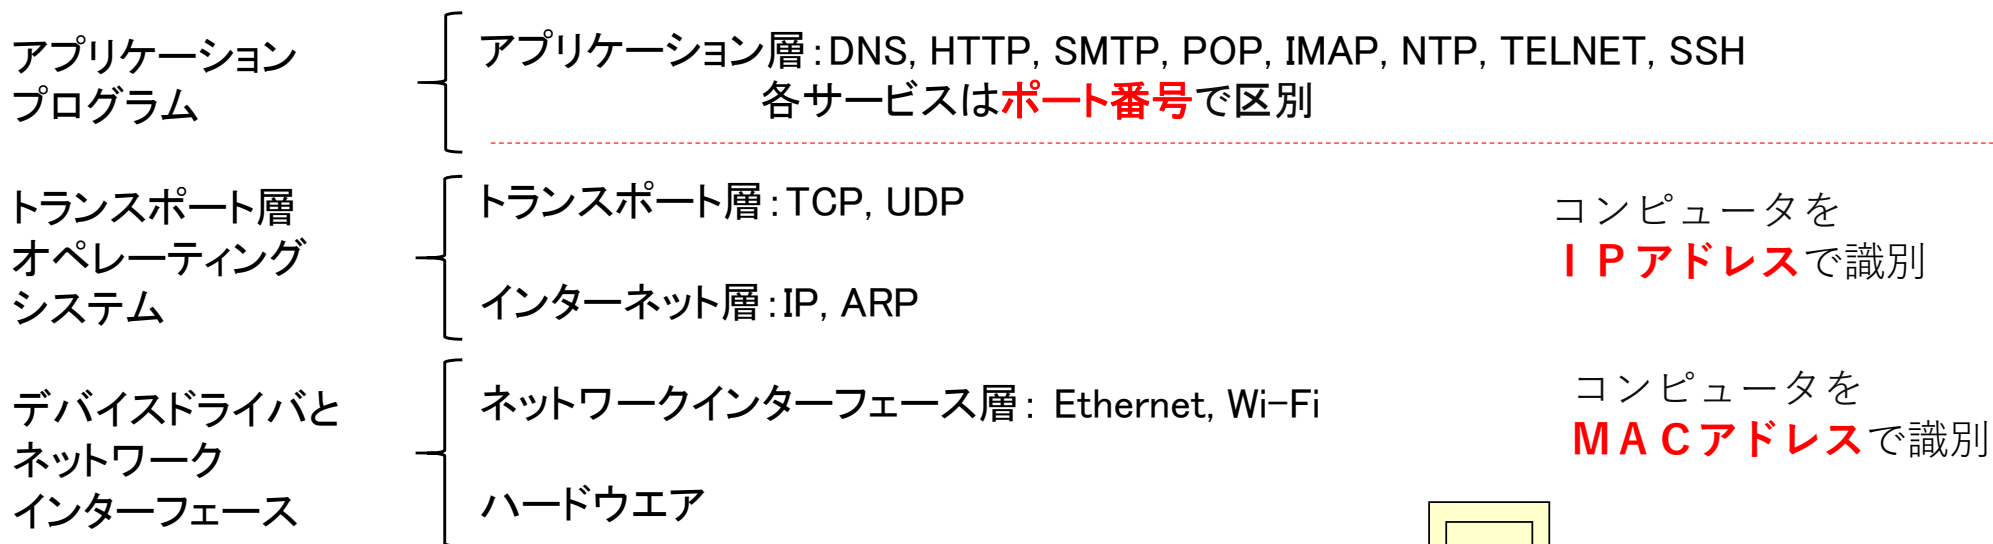 アプリケーション
プログラム
アプリケーション層:DNS, HTTP, SMTP, POP, IMAP, NTP, TELNET, SSH
各サービスはポート番号で区別
トランスポート層
オペレーティング
システム
トランスポート層:TCP, UDP
インターネット層:IP, ARP
コンピュータを
IPアドレスで識別
デバイスドライバと
ネットワーク
インターフェース
ネットワークインターフェース層: Ethernet, Wi-Fi
ハードウエア
コンピュータを
MACアドレスで識別